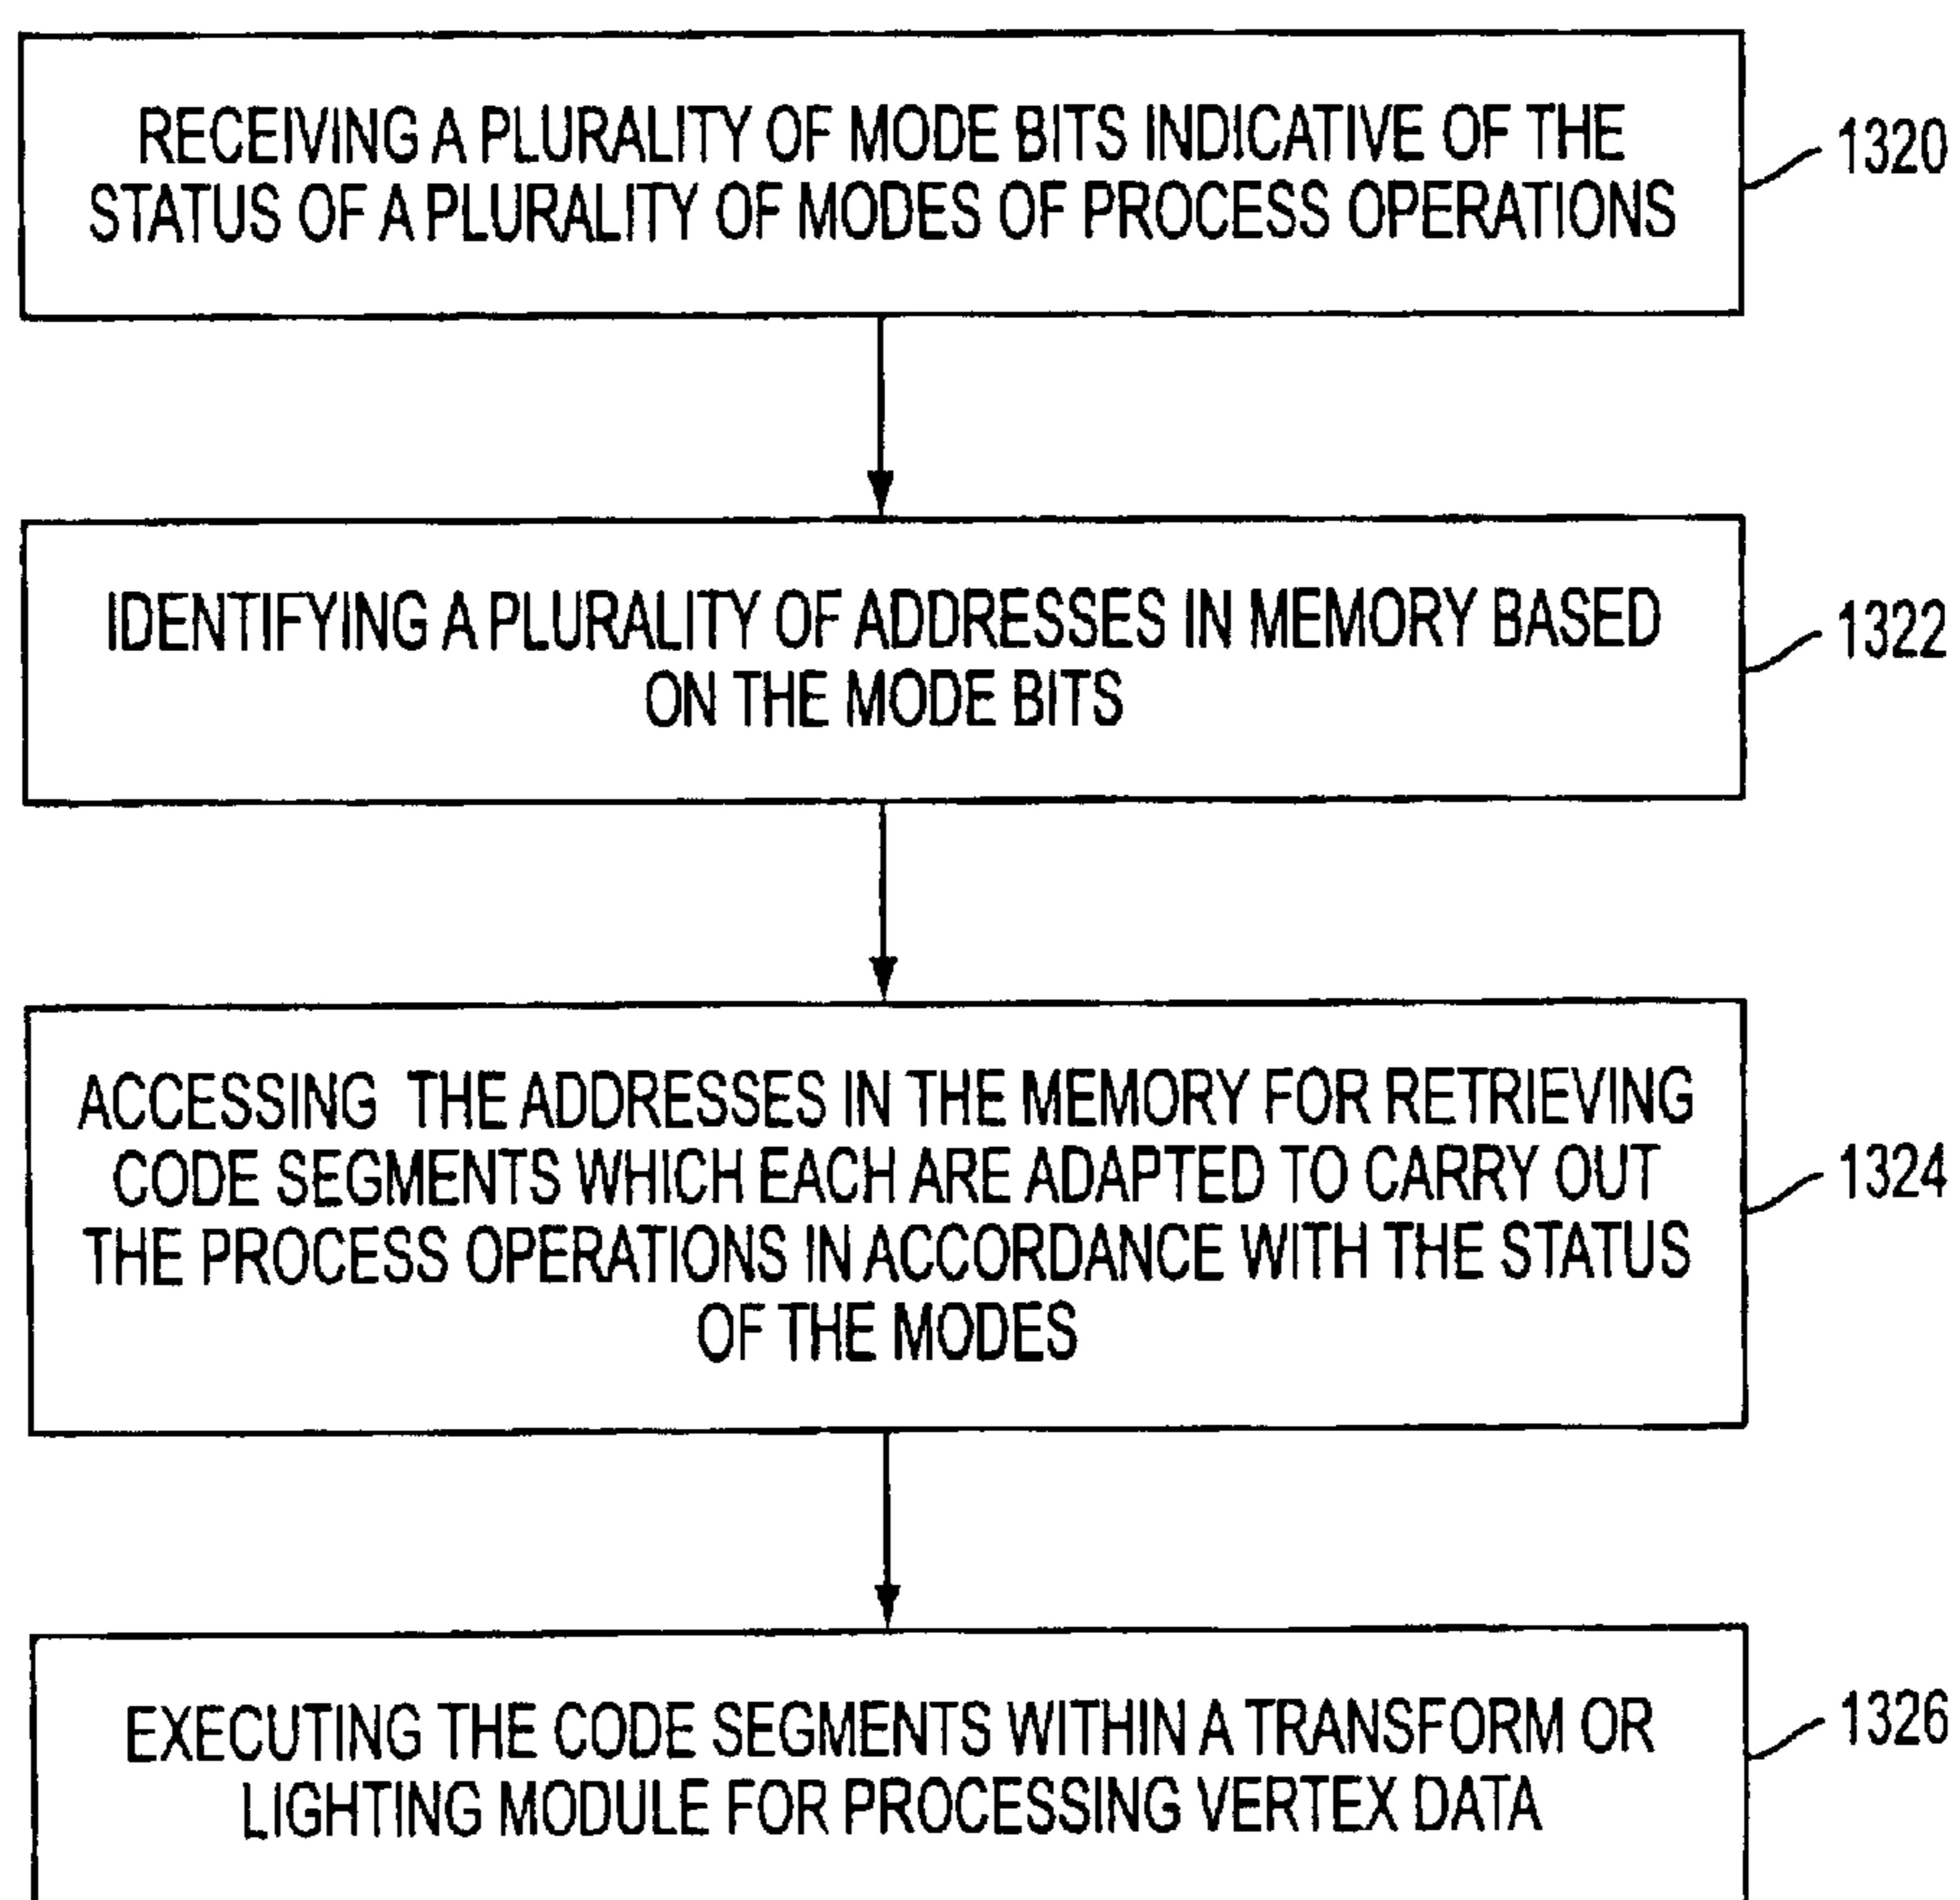 RECEIVING A PLURALITY OF MODE BITS INDICATIVE OF THE
STATUS OF A PLURALITY OF MODES OF PROCESS OPERATIONS
1320
IDENTIFYING A PLURALITY OF ADDRESSES IN MEMORY BASED
ON THE MODE BITS
1322
ACCESSING THE ADDRESSES IN THE MEMORY FOR RETRIEVING
CODE SEGMENTS WHICH EACH ARE ADAPTED TO CARRY OUT
THE PROCESS OPERATIONS IN ACCORDANCE WITH THE STATUS
OF THE MODES
1324
EXECUTING THE CODE SEGMENTS WITHIN A TRANSFORM OR
LIGHTING MODULE FOR PROCESSING VERTEX DATA
1326